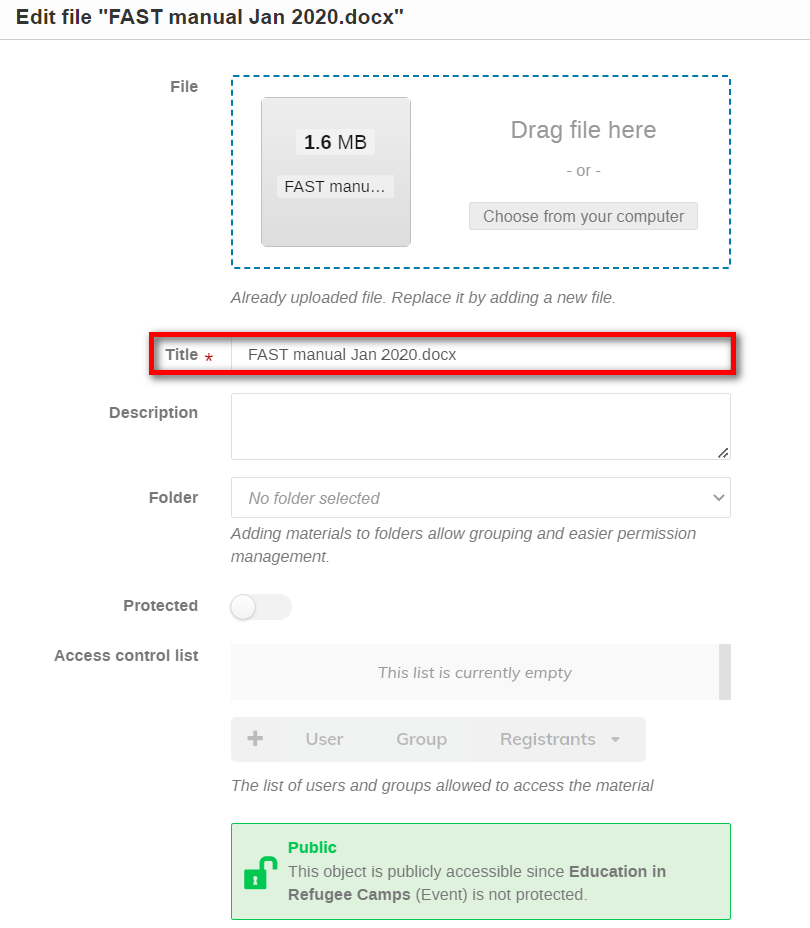 Edit file "FAST manual Jan 2020.docx"
File
1.6 MB
FAST manu...
Drag file here
- or -
Choose from your computer
Already uploaded file. Replace it by adding a new file.
Title *
FAST manual Jan 2020.docx
Description
Folder
No folder selected
Adding materials to folders allow grouping and easier permission
management.
Protected
Access control list
This list is currently empty
+ User Group Registrants
The list of users and groups allowed to access the material
Public
This object is publicly accessible since Education in
Refugee Camps (Event) is not protected.